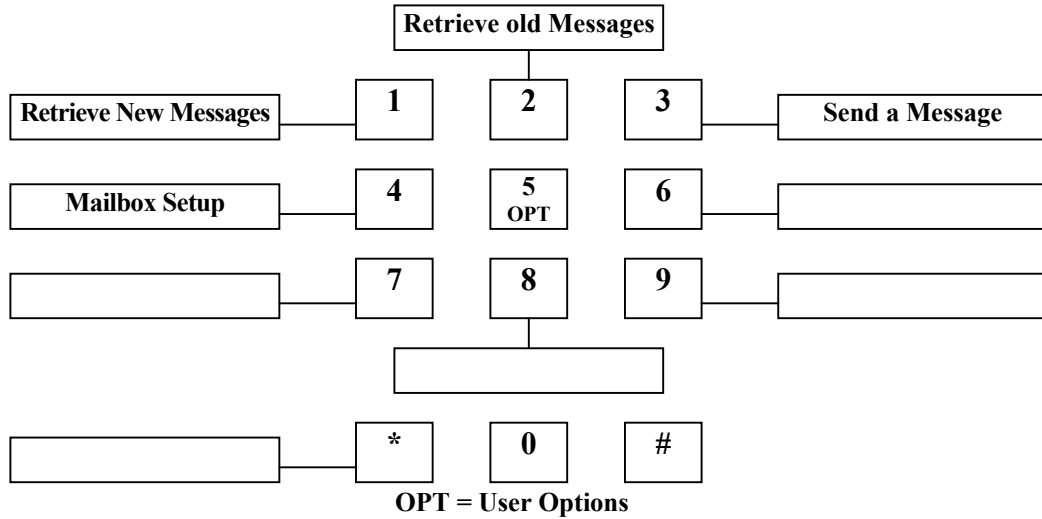 Retrieve old Messages
Retrieve New Messages 1 2 3 Send a Message
Mailbox Setup 4 5 6
OPT
7 8 9
* 0 #
OPT = User Options